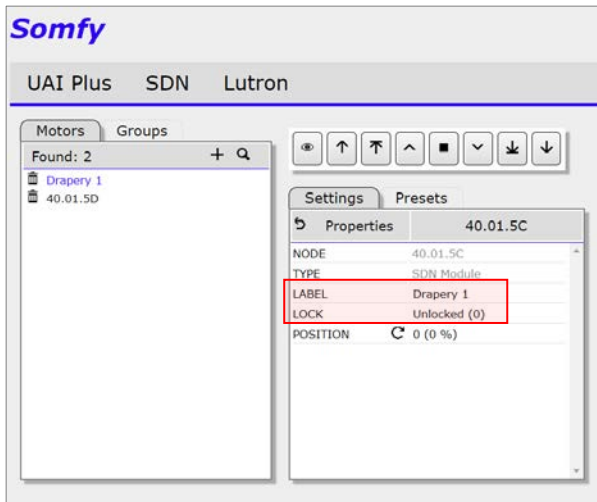 Somfy
UAI Plus SDN Lutron
Motors Groups
Found: 2
Drapery 1
40.01.5D
Settings Presets
Properties 40.01.5C
NODE 40.01.5C
TYPE SDN Module
LABEL Drapery 1
LOCK Unlocked (0)
POSITION 0 (0 %)